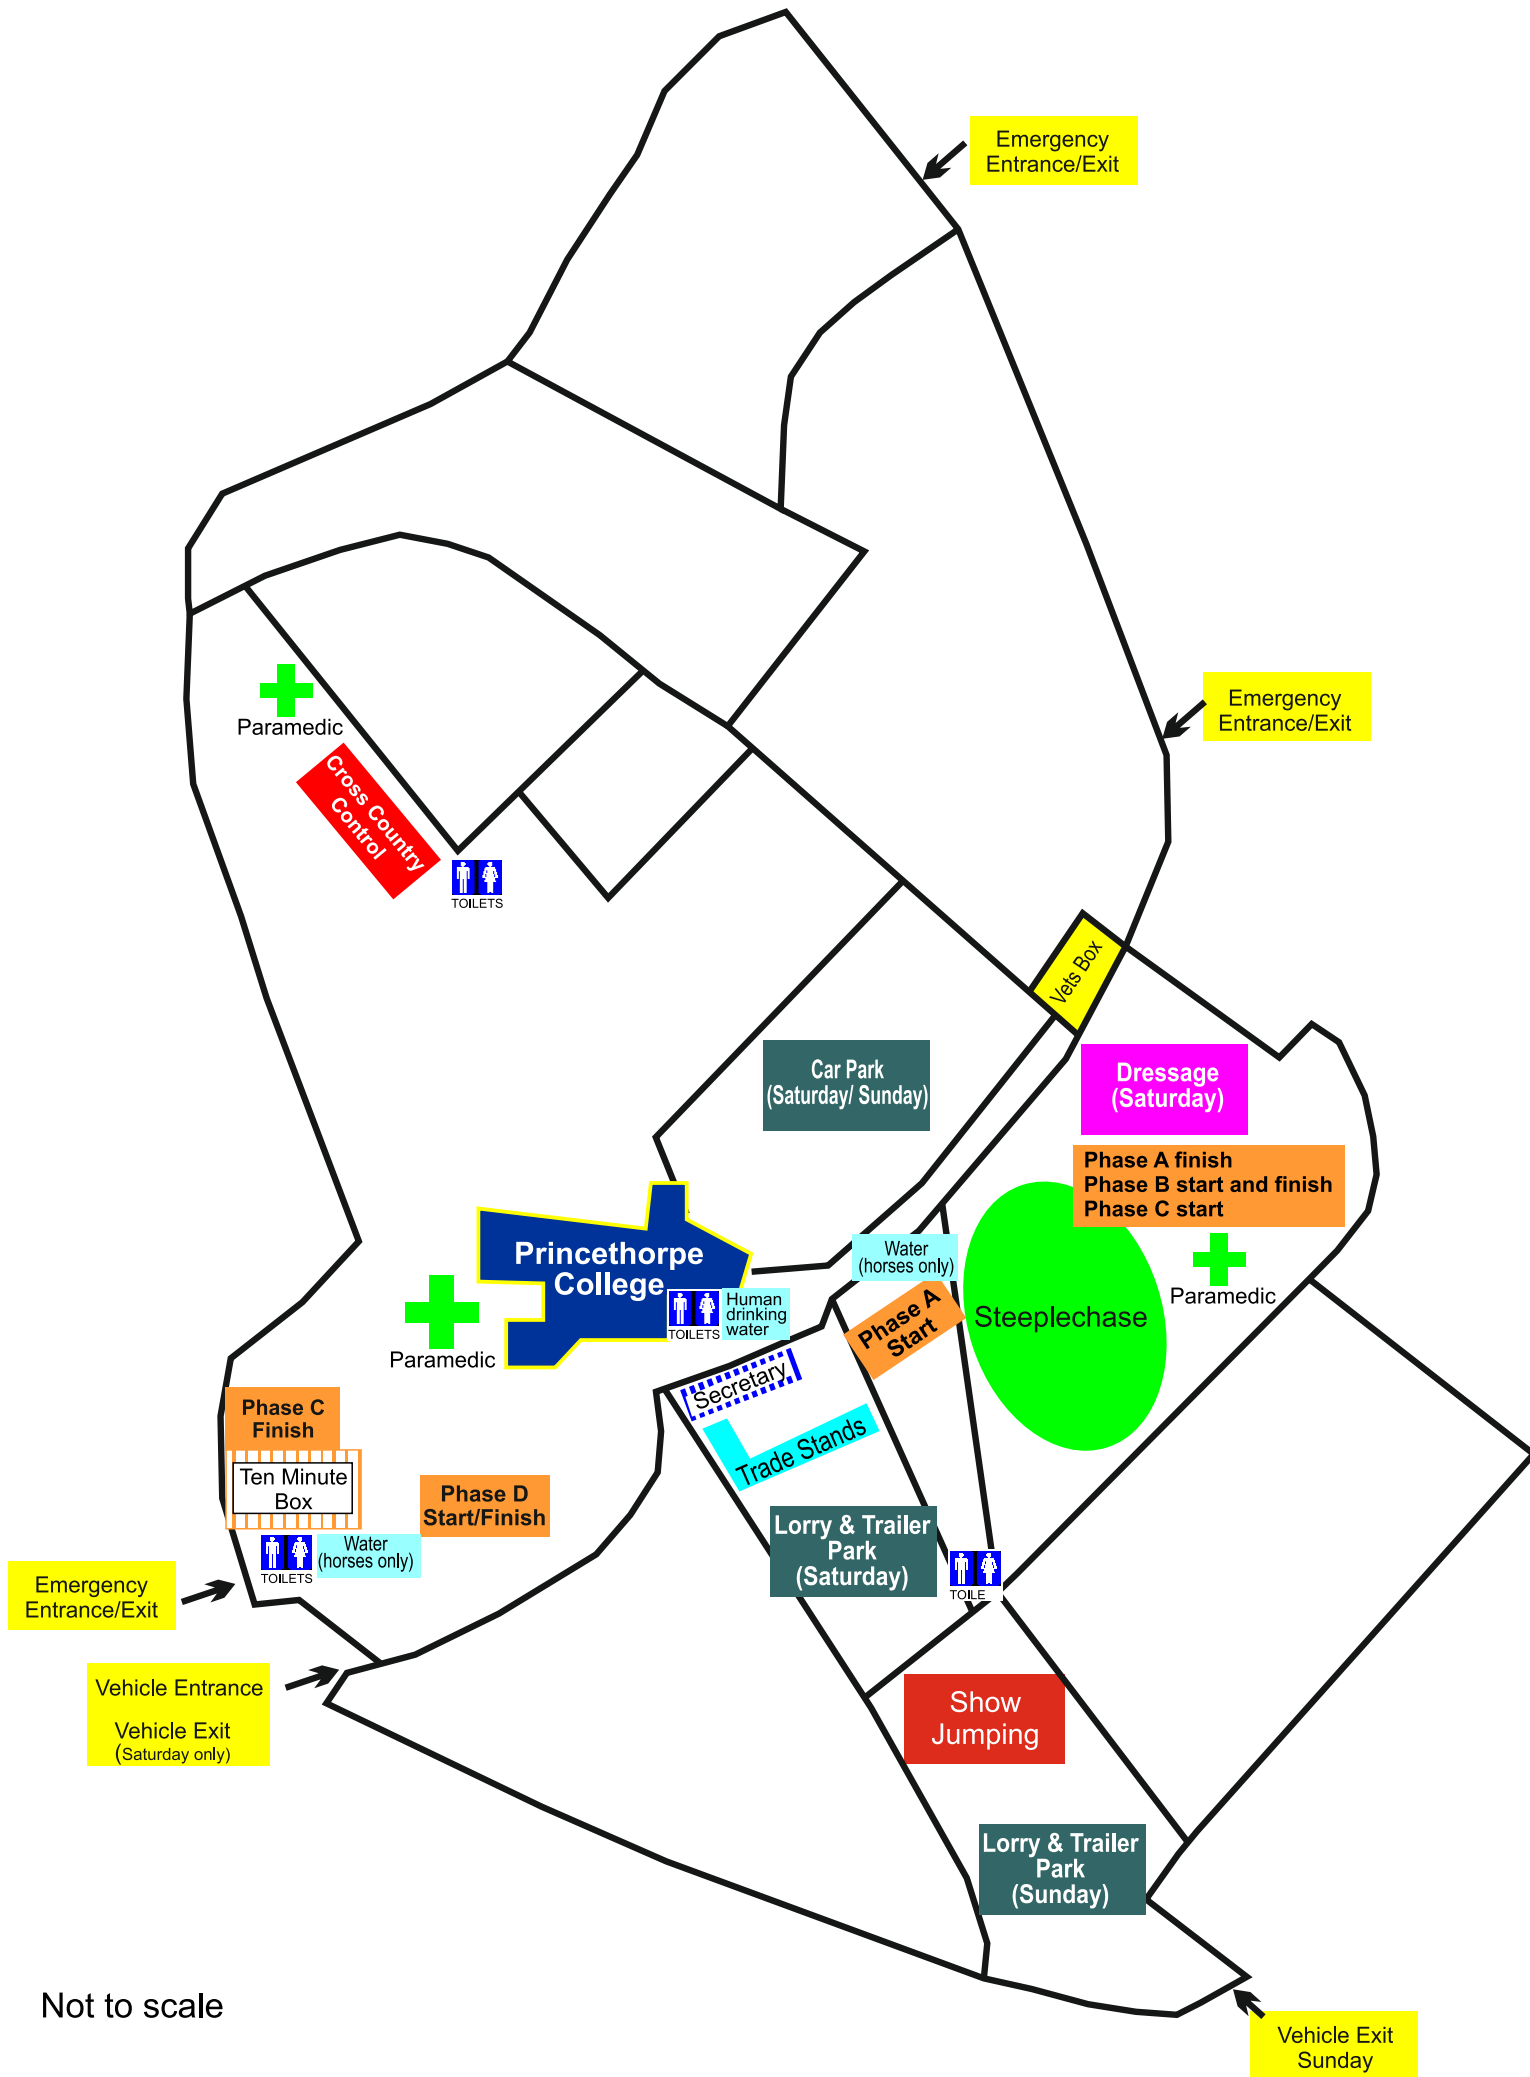 Emergency
Entrance/Exit
Emergency
Entrance/Exit
Paramedic
Cross Country
Control
TOILETS
Vets Box
Car Park
(Saturday/ Sunday)
Dressage
(Saturday)
Phase A finish
Phase B start and finish
Phase C start
Princethorpe
College
Water
(horses only)
Paramedic
Steeplechase
Human
drinking
water
TOILETS
Phase A
Start
Paramedic
Secretary
Trade Stands
Phase C
Finish
Ten Minute
Box
Phase D
Start/Finish
Lorry & Trailer
Park
(Saturday)
Water
(horses only)
TOILETS
TOILE
Emergency
Entrance/Exit
Vehicle Entrance
Vehicle Exit
(Saturday only)
Show
Jumping
Lorry & Trailer
Park
(Sunday)
Not to scale
Vehicle Exit
Sunday